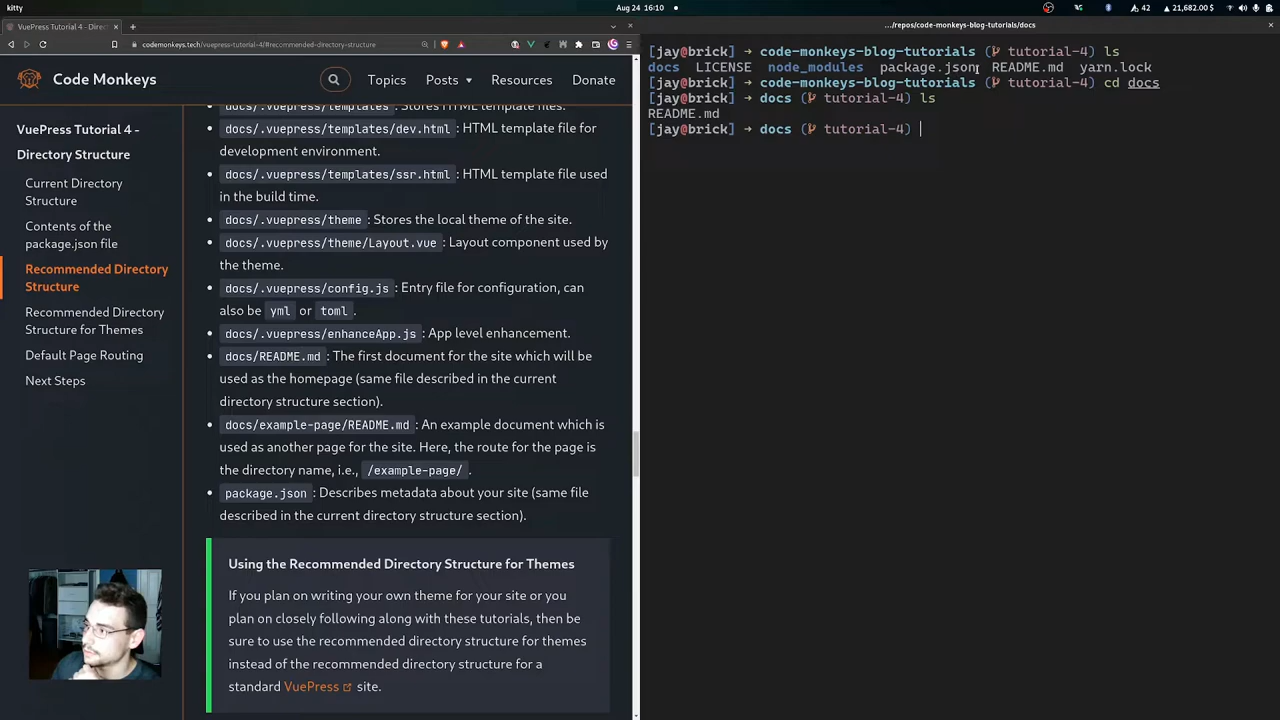 kitty
Aug 24 16:10
42
21,682.00 $
VuePress Tutorial 4 - Direc
codemonkeys.tech/vuepress-tutorial-4/#recommended-directory-structure
Code Monkeys
Topics
Posts
Resources
Donate
VuePress Tutorial 4 -
Directory Structure
Current Directory
Structure
Contents of the
package.json file
Recommended Directory
Structure
Recommended Directory
Structure for Themes
Default Page Routing
Next Steps
docs/.vuepress/templates : Stores HTML template files.
docs/.vuepress/templates/dev.html : HTML template file for
development environment.
docs/.vuepress/templates/ssr.html : HTML template file used
in the build time.
docs/.vuepress/theme : Stores the local theme of the site.
docs/.vuepress/theme/Layout.vue : Layout component used by
the theme.
docs/.vuepress/config.js : Entry file for configuration, can
also be yml or toml .
docs/.vuepress/enhanceApp.js : App level enhancement.
docs/README.md : The first document for the site which will be
used as the homepage (same file described in the current
directory structure section).
docs/example-page/README.md : An example document which is
used as another page for the site. Here, the route for the page is
the directory name, i.e., /example-page/ .
package.json : Describes metadata about your site (same file
described in the current directory structure section).
Using the Recommended Directory Structure for Themes
If you plan on writing your own theme for your site or you
plan on closely following along with these tutorials, then be
sure to use the recommended directory structure for themes
instead of the recommended directory structure for a
standard VuePress site.
.../repos/code-monkeys-blog-tutorials/docs
[jay@brick] → code-monkeys-blog-tutorials ( tutorial-4) ls
docs LICENSE node_modules package.json README.md yarn.lock
[jay@brick] → code-monkeys-blog-tutorials ( tutorial-4) cd docs
[jay@brick] → docs ( tutorial-4) ls
README.md
[jay@brick] → docs ( tutorial-4)